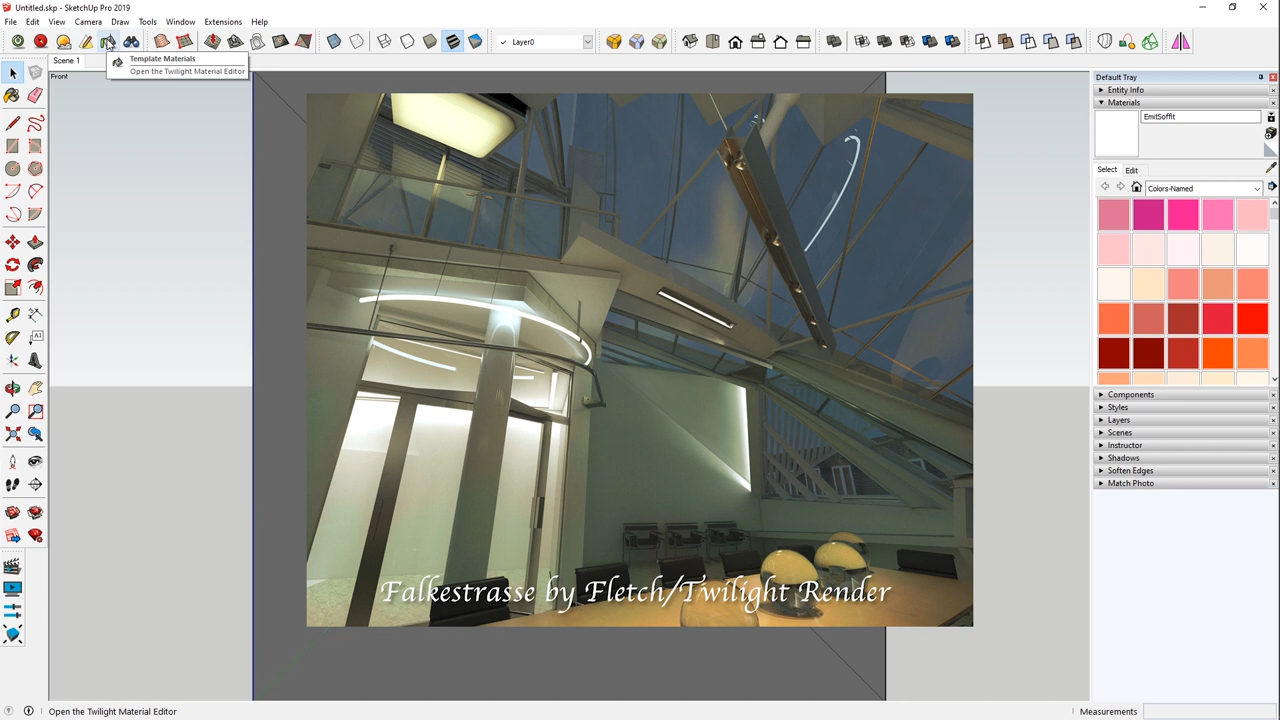 Untitled.skp - SketchUp Pro 2019
File Edit View Camera Draw Tools Window Extensions Help
Layer0
Scene 1
Template Materials
Open the Twilight Material Editor
Front
Default Tray
Entity Info
Materials
EmitSoffit
Select Edit
Colors-Named
Components
Styles
Layers
Scenes
Instructor
Shadows
Soften Edges
Match Photo
Falkestrasse by Fletch/Twilight Render
Open the Twilight Material Editor
Measurements